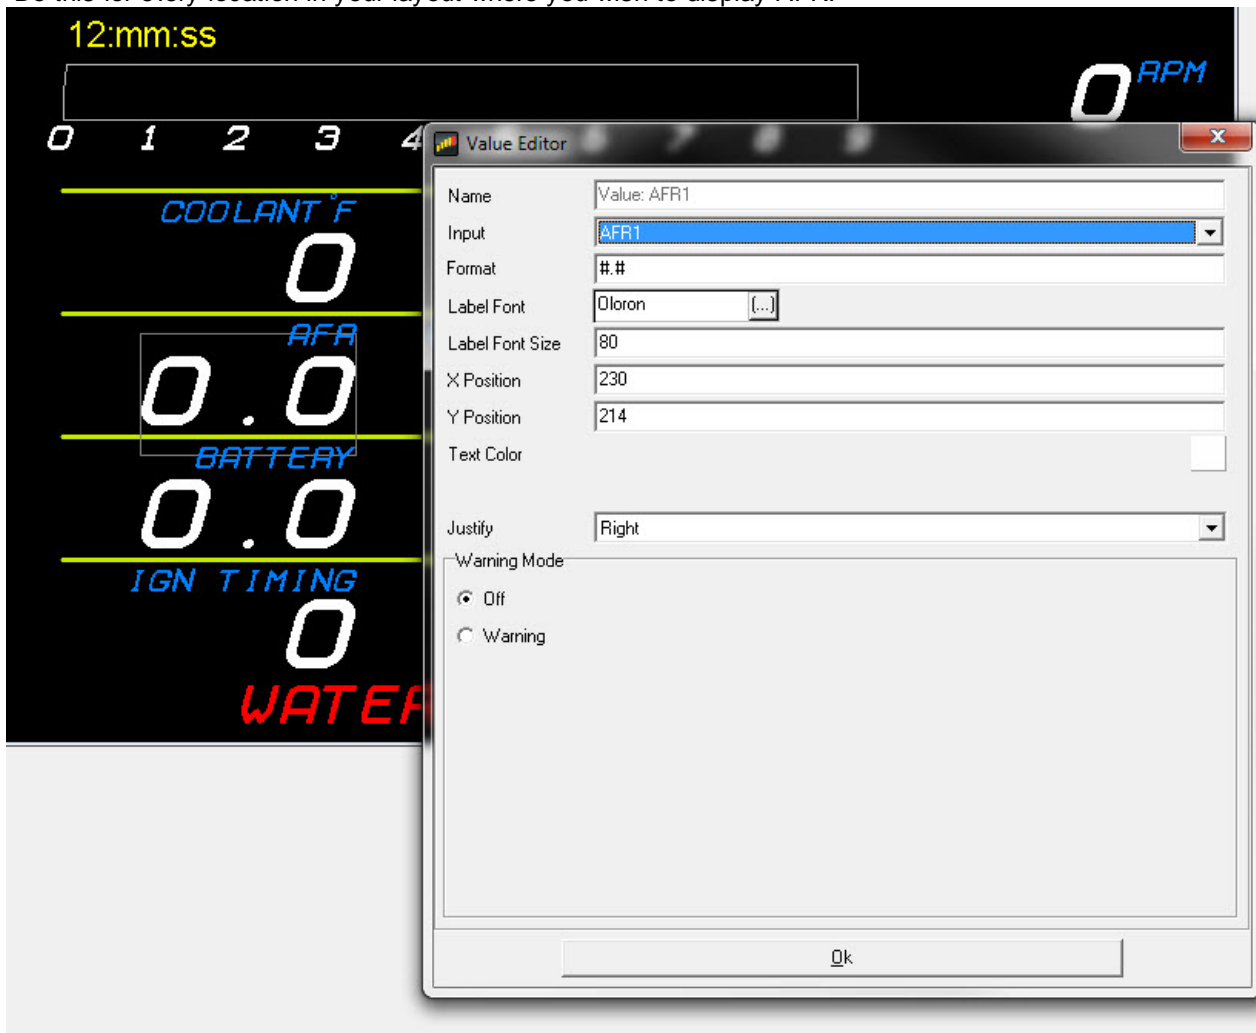 12:mm:ss
0 RPM
0 1 2 3 4
Value Editor
Name Value: AFR1
Input AFR1
Format #.#
Label Font Oloron (...)
Label Font Size 80
X Position 230
Y Position 214
Text Color
Justify Right
Warning Mode
Off
Warning
Ok
COOLANT °F
0
AFR
0.0
BATTERY
0.0
IGN TIMING
0